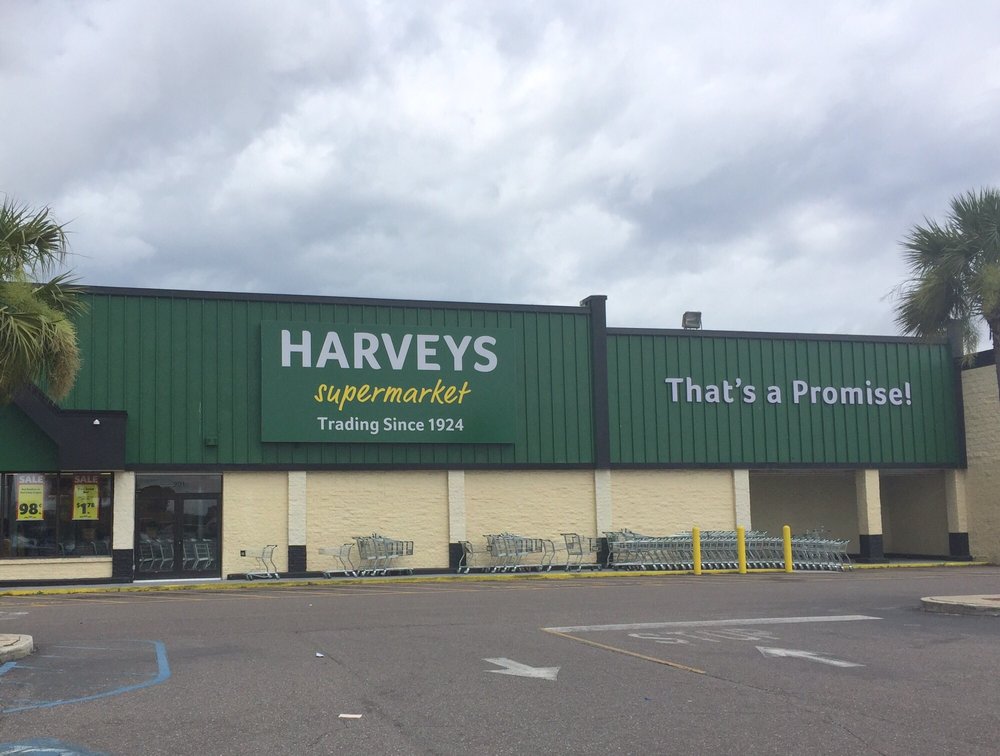 HARVEYS
supermarket
Trading Since 1924
That's a Promise!
SALE
98¢
SALE
STOP